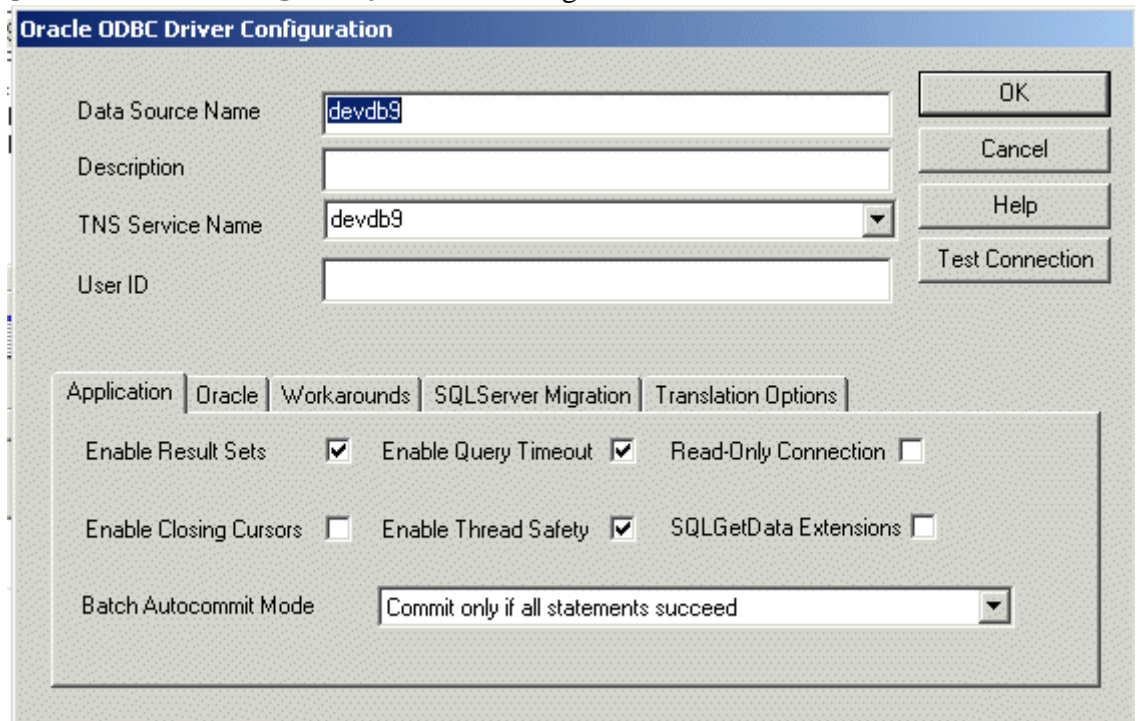 Oracle ODBC Driver Configuration
Data Source Name devdb9 OK
Description Cancel
TNS Service Name devdb9 Help
User ID Test Connection
Application Oracle Workarounds SQLServer Migration Translation Options
Enable Result Sets Enable Query Timeout Read-Only Connection
Enable Closing Cursors Enable Thread Safety SQLGetData Extensions
Batch Autocommit Mode Commit only if all statements succeed